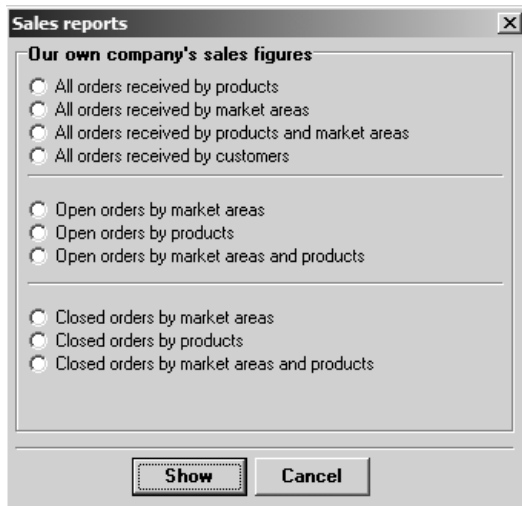 Sales reports
Our own company's sales figures
All orders received by products
All orders received by market areas
All orders received by products and market areas
All orders received by customers
Open orders by market areas
Open orders by products
Open orders by market areas and products
Closed orders by market areas
Closed orders by products
Closed orders by market areas and products
Show Cancel